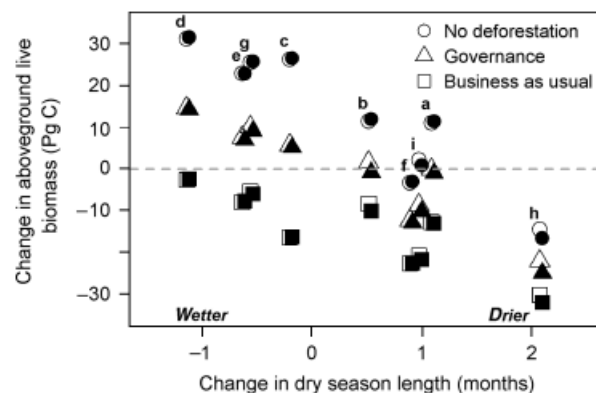 d
g
e
c
b
a
i
f
h
No deforestation
Governance
Business as usual
30
20
10
0
–10
–30
Change in aboveground live
biomass (Pg C)
Wetter
Drier
–1
0
1
2
Change in dry season length (months)